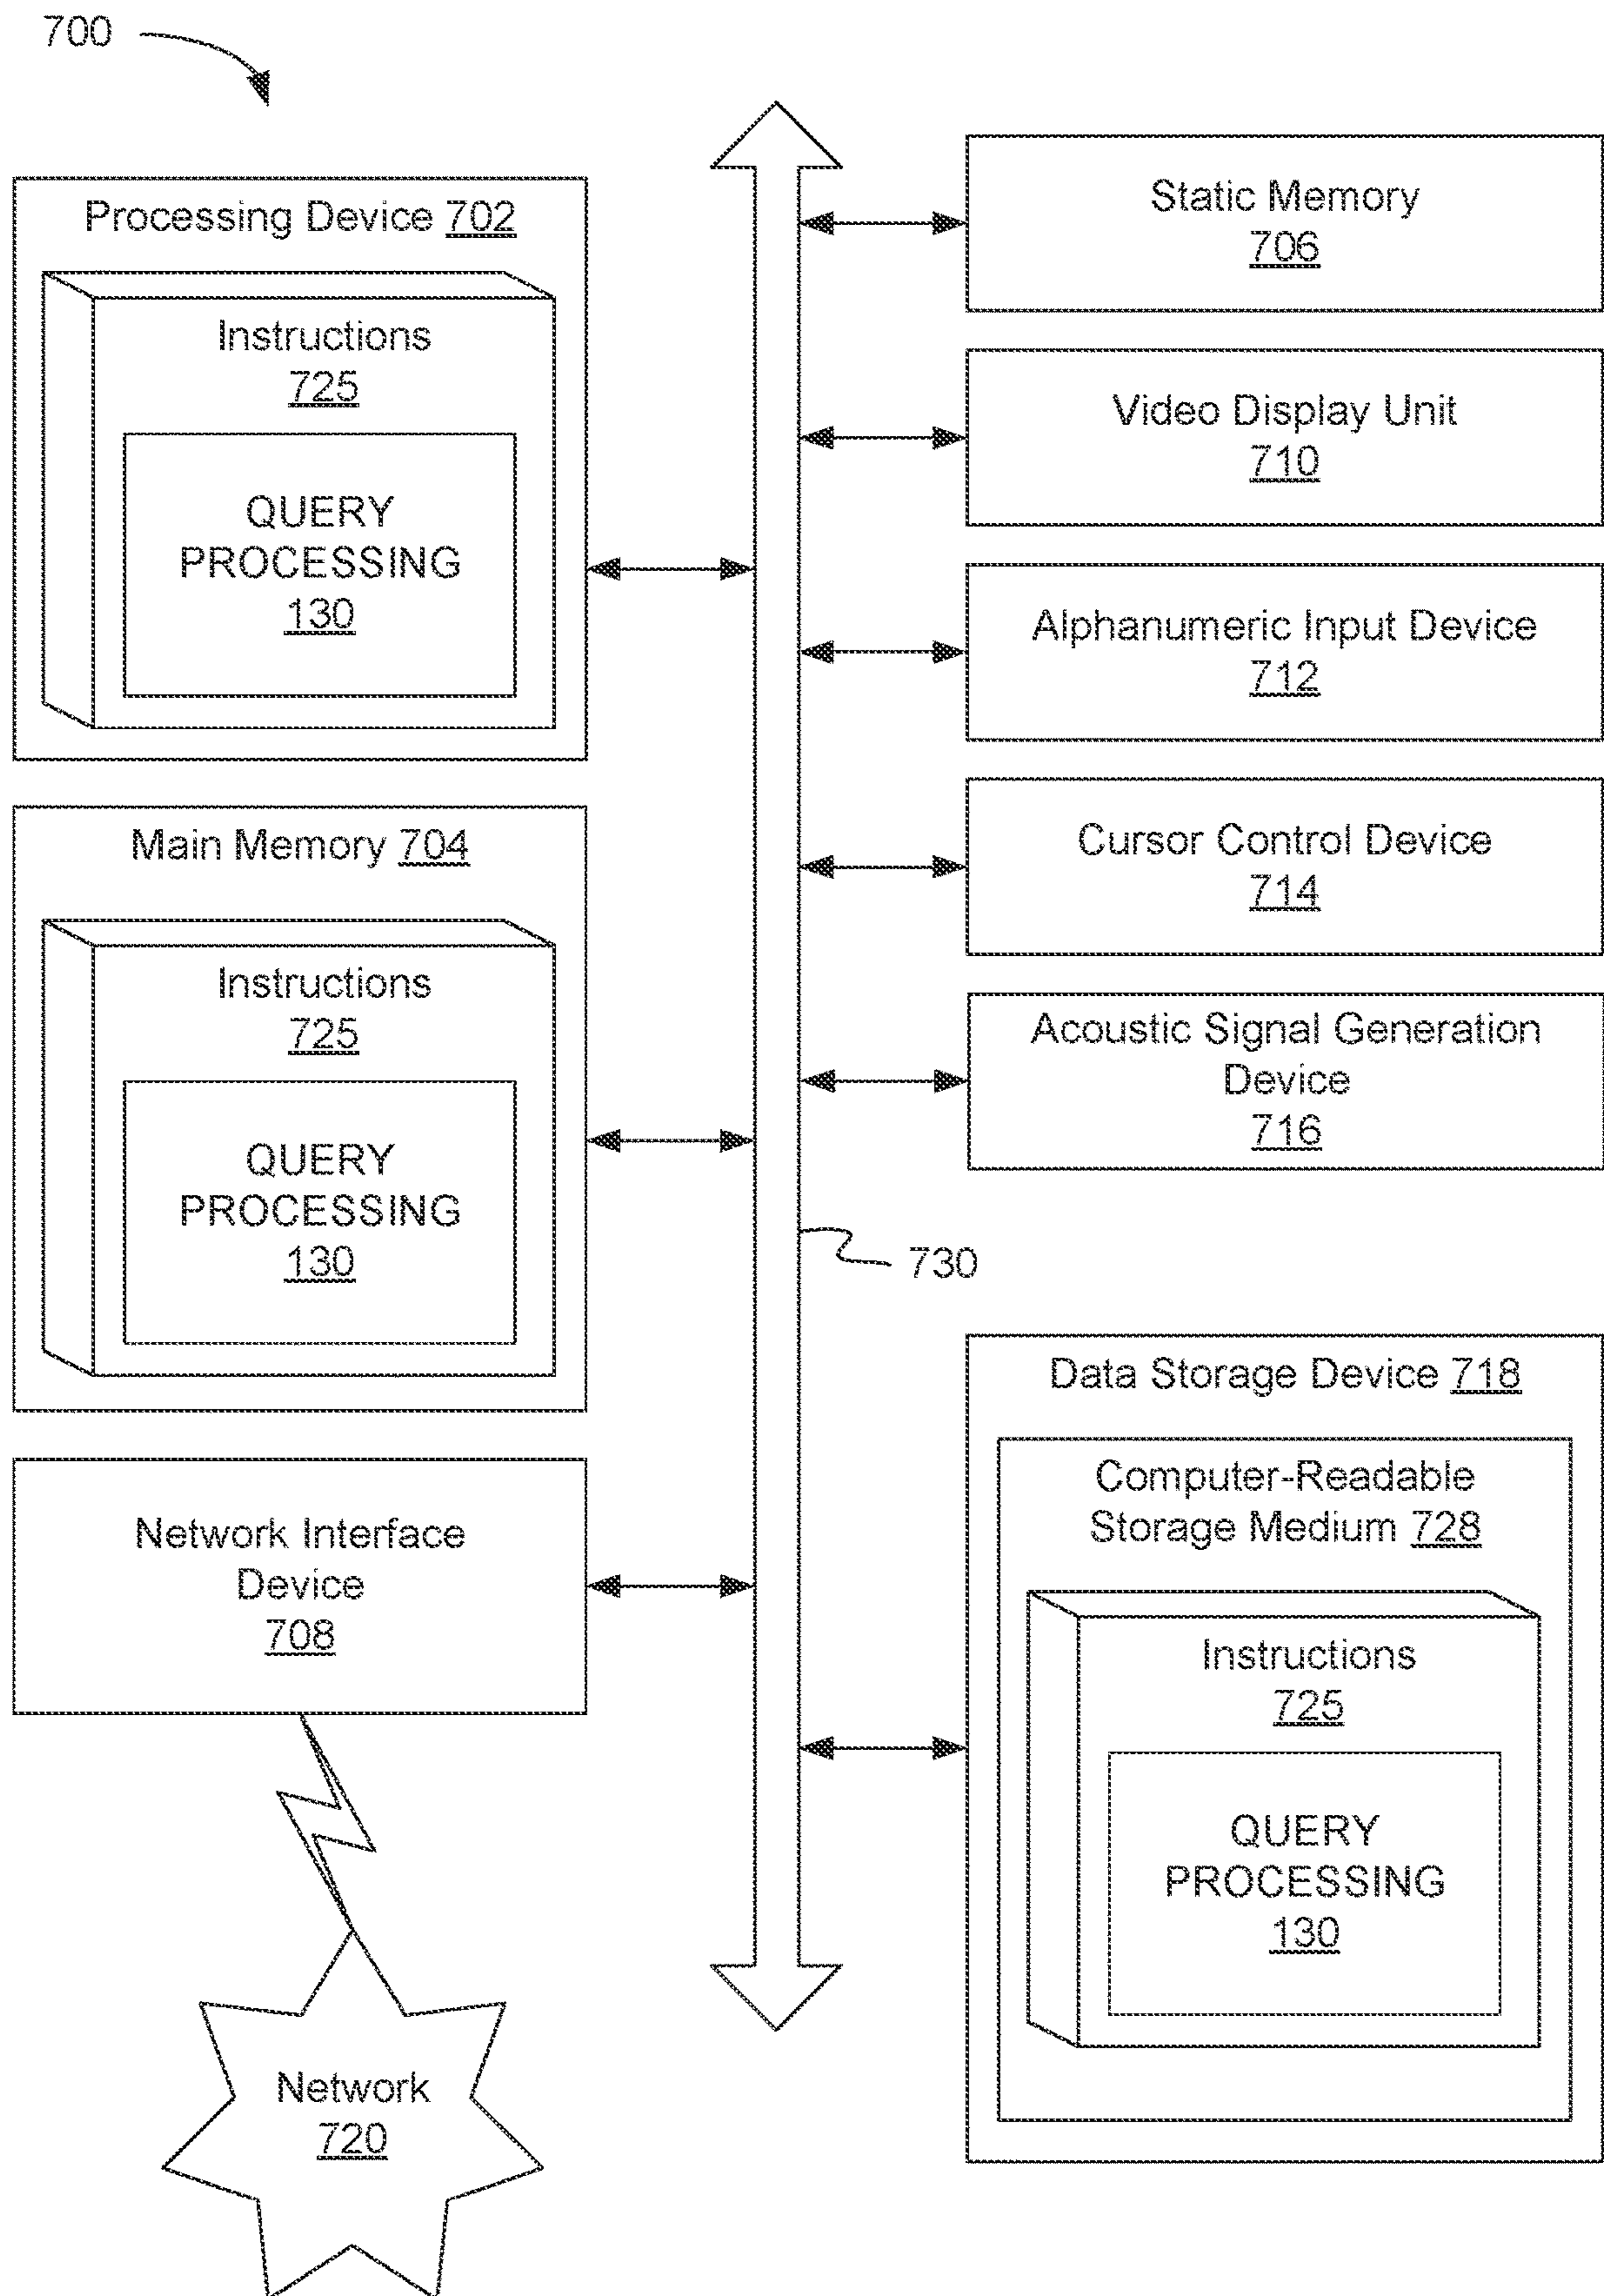 700
Processing Device 702
Instructions
725
QUERY
PROCESSING
130
Main Memory 704
Instructions
725
QUERY
PROCESSING
130
Network Interface
Device
708
Network
720
Static Memory
706
Video Display Unit
710
Alphanumeric Input Device
712
Cursor Control Device
714
Acoustic Signal Generation
Device
716
730
Data Storage Device 718
Computer-Readable
Storage Medium 728
Instructions
725
QUERY
PROCESSING
130